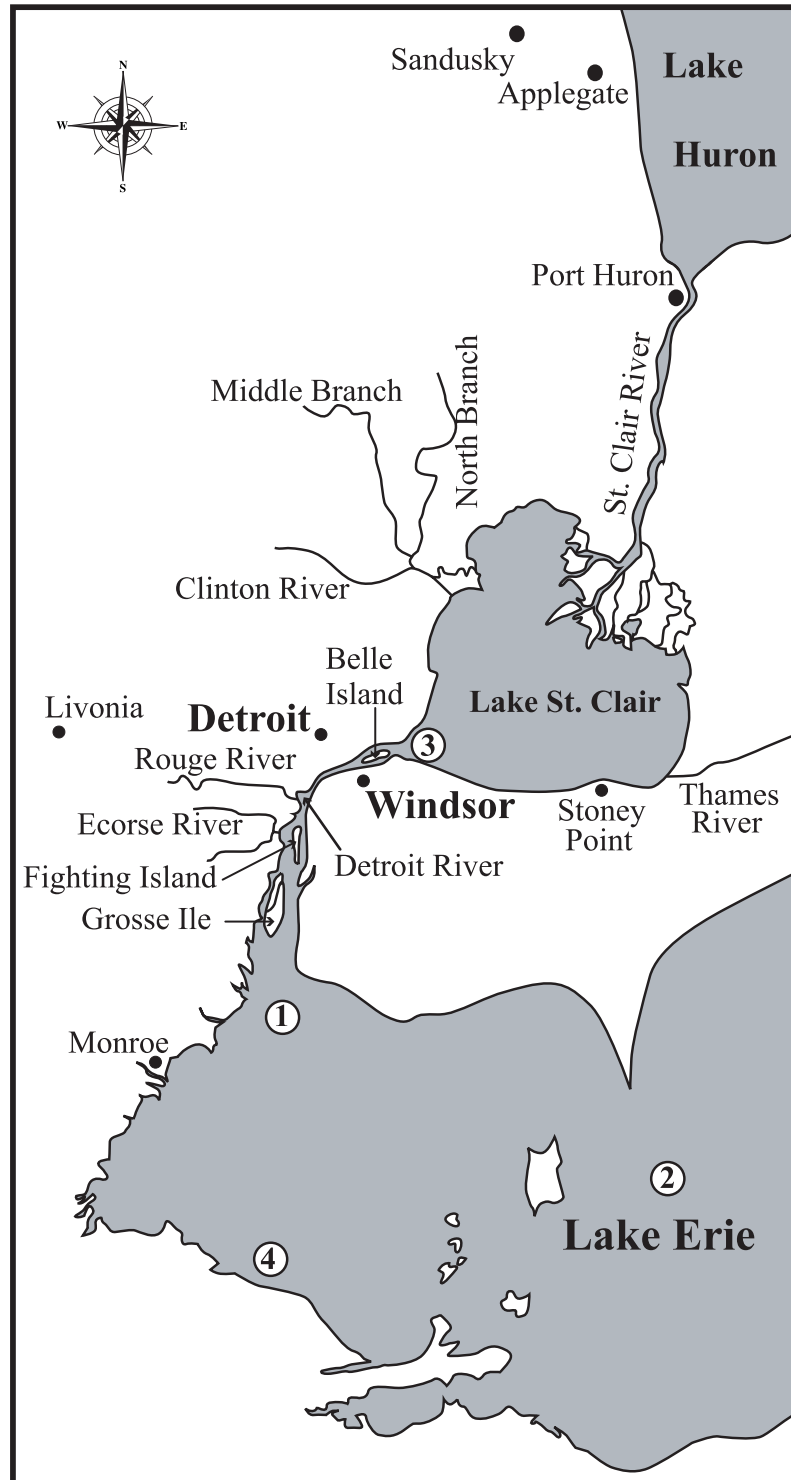 Sandusky
Applegate
Lake
Huron
N
W
E
S
Port Huron
St. Clair River
Middle Branch
North Branch
Clinton River
Belle
Island
Lake St. Clair
Livonia
Detroit
3
Rouge River
Windsor
Stoney
Point
Thames
River
Ecorse River
Detroit River
Fighting Island
Grosse Ile
1
Monroe
2
Lake Erie
4